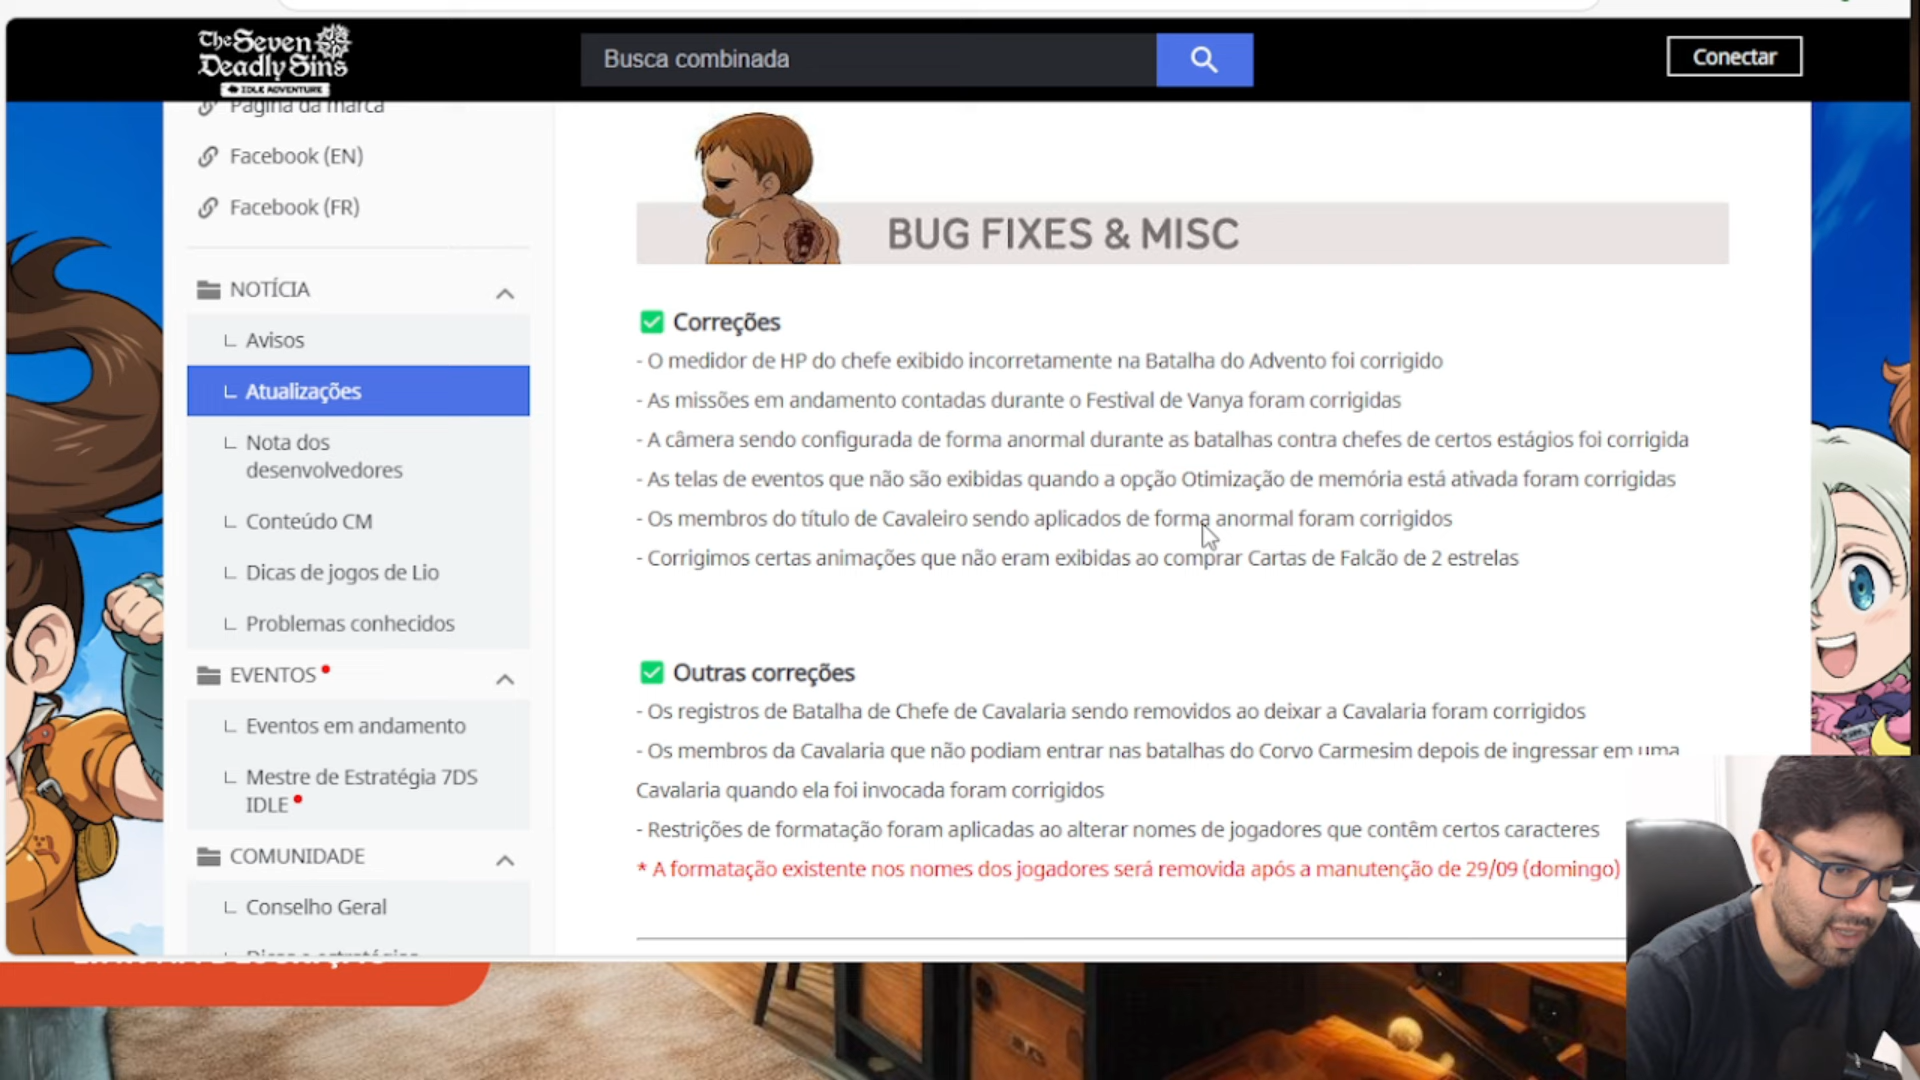 The Seven
Deadly Sins
IDLE ADVENTURE
Busca combinada
Conectar
Página da marca
Facebook (EN)
Facebook (FR)
NOTÍCIA
Avisos
Atualizações
Nota dos
desenvolvedores
Conteúdo CM
Dicas de jogos de Lio
Problemas conhecidos
EVENTOS
Eventos em andamento
Mestre de Estratégia 7DS
IDLE
COMUNIDADE
Conselho Geral
BUG FIXES & MISC
Correções
- O medidor de HP do chefe exibido incorretamente na Batalha do Advento foi corrigido
- As missões em andamento contadas durante o Festival de Vanya foram corrigidas
- A câmera sendo configurada de forma anormal durante as batalhas contra chefes de certos estágios foi corrigida
- As telas de eventos que não são exibidas quando a opção Otimização de memória está ativada foram corrigidas
- Os membros do título de Cavaleiro sendo aplicados de forma anormal foram corrigidos
- Corrigimos certas animações que não eram exibidas ao comprar Cartas de Falcão de 2 estrelas
Outras correções
- Os registros de Batalha de Chefe de Cavalaria sendo removidos ao deixar a Cavalaria foram corrigidos
- Os membros da Cavalaria que não podiam entrar nas batalhas do Corvo Carmesim depois de ingressar em uma
Cavalaria quando ela foi invocada foram corrigidos
- Restrições de formatação foram aplicadas ao alterar nomes de jogadores que contêm certos caracteres
* A formatação existente nos nomes dos jogadores será removida após a manutenção de 29/09 (domingo)